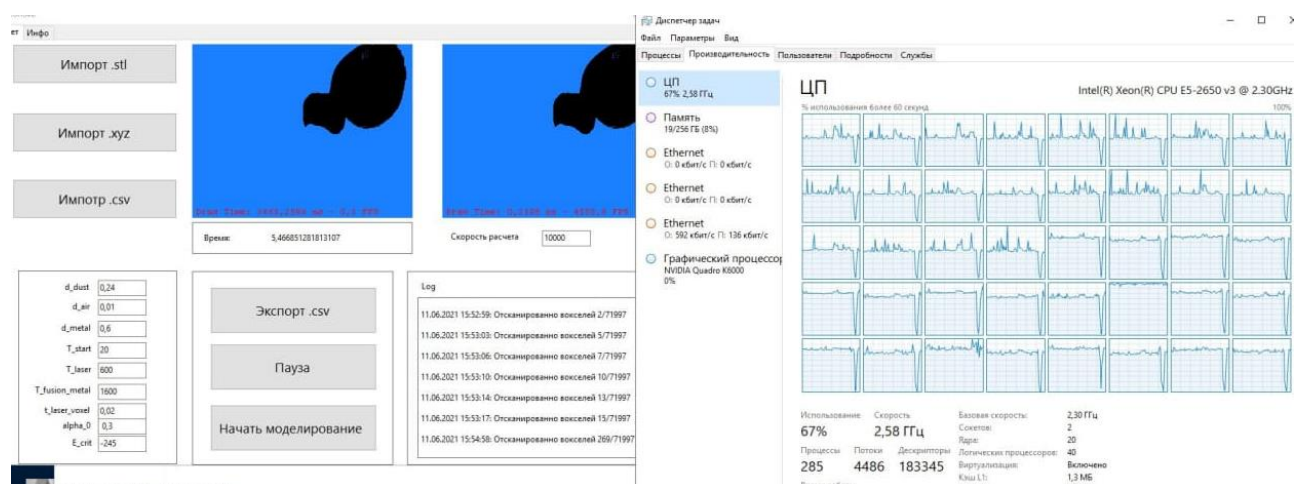 ет Инфо
Импорт .stl
Импорт .xyz
Импотр .csv
Время: 5,466851281813107
Скорость расчета 10000
d_dust 0,24
d_air 0,01
d_metal 0,6
T_start 20
T_laser 600
T_fusion_metal 1600
t_laser_voxel 0,02
alpha_0 0,3
E_crit -245
Экспорт .csv
Пауза
Начать моделирование
Log
11.06.2021 15:52:59: Отсканированно вокселей 2/71997
11.06.2021 15:53:03: Отсканированно вокселей 5/71997
11.06.2021 15:53:06: Отсканированно вокселей 7/71997
11.06.2021 15:53:10: Отсканированно вокселей 10/71997
11.06.2021 15:53:14: Отсканированно вокселей 13/71997
11.06.2021 15:53:17: Отсканированно вокселей 15/71997
11.06.2021 15:54:58: Отсканированно вокселей 269/71997
Диспетчер задач
Файл Параметры Вид
Процессы Производительность Пользователи Подробности Службы
ЦП
67% 2,58 ГГц
Память
19/256 ГБ (8%)
Ethernet
О: 0 кбит/с П: 0 кбит/с
Ethernet
О: 0 кбит/с П: 0 кбит/с
Ethernet
О: 592 кбит/с П: 136 кбит/с
Графический процессор
NVIDIA Quadro K6000
0%
ЦП Intel(R) Xeon(R) CPU E5-2650 v3 @ 2.30GHz
% использования более 60 секунд 100%
Использование Скорость
67% 2,58 ГГц
Процессы Потоки Дескрипторы
285 4486 183345
Базовая скорость: 2,30 ГГц
Сокетов: 2
Ядра: 20
Логических процессоров: 40
Виртуализация: Включено
Кэш L1: 1,3 МБ